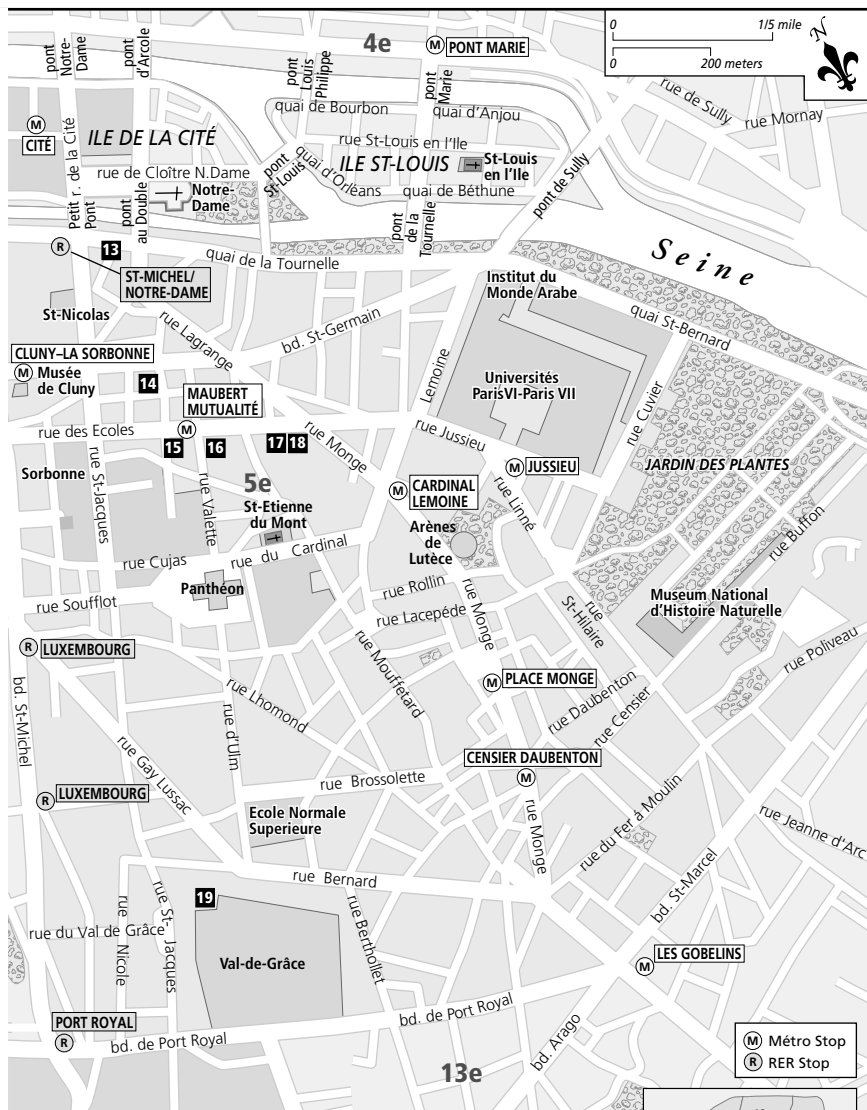 pont
Notre-
Dame
pont
d'Arcole
pont
Louis
Philippe
4e
M PONT MARIE
pont
Marie
0 1/5 mile
0 200 meters
N
quai de Bourbon
quai d'Anjou
rue de Sully
rue Mornay
M
CITÉ
ILE DE LA CITÉ
r. de la Cité
rue St-Louis en l'Ile
ILE ST-LOUIS
St-Louis
en l'Ile
rue de Cloître N.Dame
pont
St-Louis
quai d'Orléans
quai de Béthune
pont de Sully
Notre-
Dame
Petit
Pont
pont
au Double
pont
de la
Tournelle
R
13
ST-MICHEL/
NOTRE-DAME
quai de la Tournelle
Seine
Institut du
Monde Arabe
St-Nicolas
rue Lagrange
bd. St-Germain
quai St-Bernard
CLUNY–LA SORBONNE
M Musée
de Cluny
14
MAUBERT
MUTUALITÉ
M
Lemoine
Universités
ParisVI-Paris VII
rue Cuvier
rue des Ecoles
15
16
17
18
rue Monge
rue Jussieu
M JUSSIEU
JARDIN DES PLANTES
Sorbonne
rue St-Jacques
rue Valette
5e
St-Etienne
du Mont
M
CARDINAL
LEMOINE
rue Linné
Arènes
de
Lutèce
rue Buffon
rue Cujas
rue du Cardinal
Panthéon
rue Rollin
rue Soufflot
rue Lacepéde
rue Monge
rue
St-Hilaire
Museum National
d'Histoire Naturelle
R LUXEMBOURG
rue Mouffetard
rue Poliveau
bd. St-Michel
rue Lhomond
M PLACE MONGE
rue Daubenton
rue Censier
rue d'Ulm
rue Gay Lussac
CENSIER DAUBENTON
M
rue Brossolette
R LUXEMBOURG
Ecole Normale
Superieure
rue Monge
rue du Fer á Moulin
rue Jeanne d'Arc
rue Bernard
bd. St-Marcel
19
rue du Val de Grâce
rue
Nicole
rue St-
Jacques
Val-de-Grâce
rue Berthollet
M
LES GOBELINS
PORT ROYAL
R
bd. de Port Royal
bd. de Port Royal
bd. Arago
13e
M Métro Stop
R RER Stop